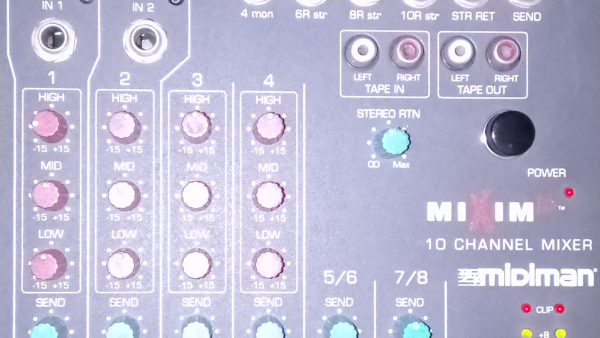 IN 1
IN 2
4 mon
6R str
8R str
10R str
STR RET
SEND
LEFT
RIGHT
LEFT
RIGHT
TAPE IN
TAPE OUT
1
2
3
4
HIGH
HIGH
HIGH
HIGH
-15 +15
-15 +15
-15 +15
-15 +15
STEREO RTN
OO
Max
POWER
MID
MID
MID
MID
-15 +15
-15 +15
-15 +15
-15 +15
TM
10 CHANNEL MIXER
LOW
LOW
LOW
LOW
-15 +15
-15 +15
-15 +15
-15 +15
5/6
7/8
midiman
SEND
SEND
SEND
SEND
SEND
SEND
CLIP
+8